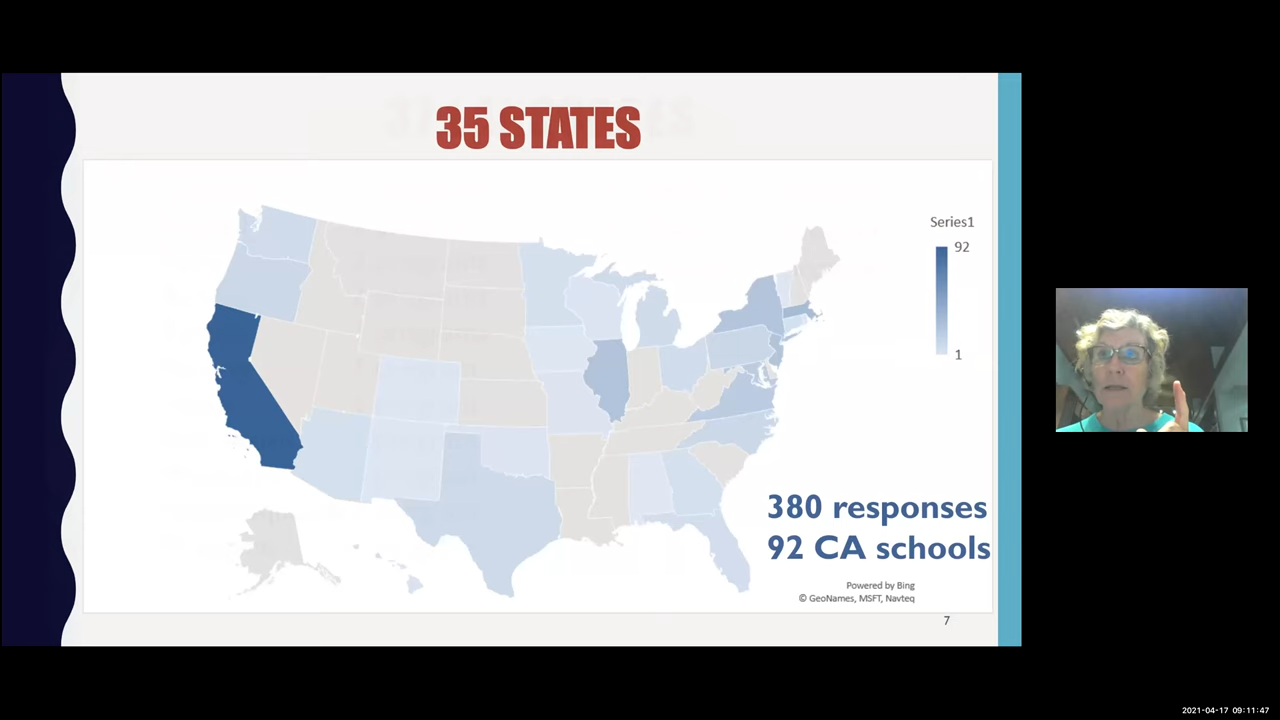 35 STATES
Series1
92
1
380 responses
92 CA schools
Powered by Bing
© GeoNames, MSFT, Navteq
7
2021-04-17 09:11:47